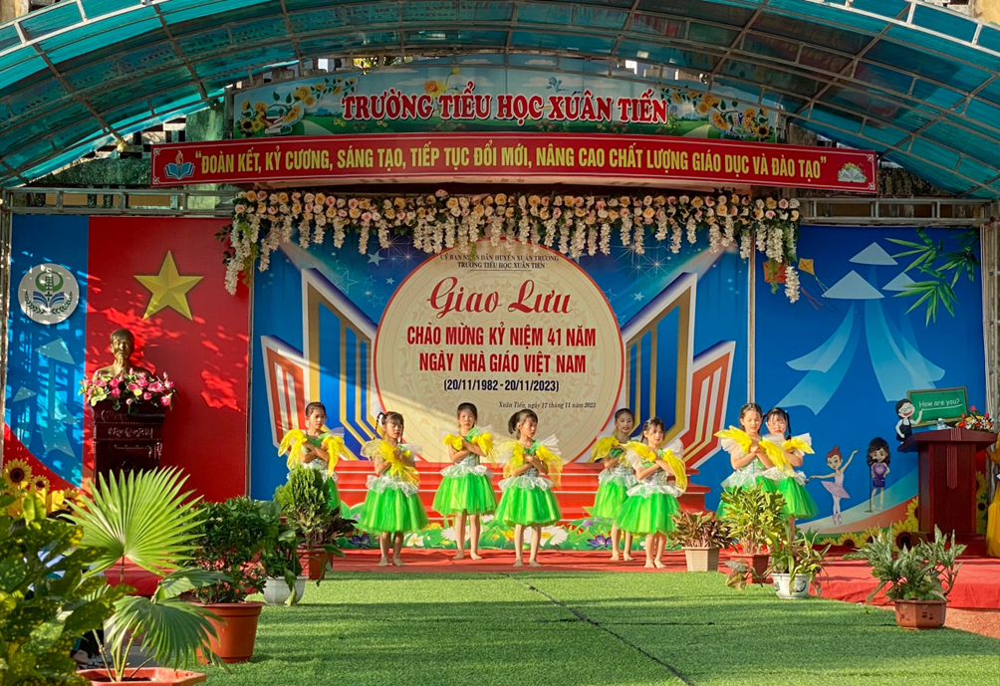 TRƯỜNG TIỂU HỌC XUÂN TIẾN
"ĐOÀN KẾT, KỶ CƯƠNG, SÁNG TẠO, TIẾP TỤC ĐỔI MỚI, NÂNG CAO CHẤT LƯỢNG GIÁO DỤC VÀ ĐÀO TẠO"
ỦY BAN NHÂN DÂN HUYỆN XUÂN TRƯỜNG
TRƯỜNG TIỂU HỌC XUÂN TIẾN
Giao Lưu
CHÀO MỪNG KỶ NIỆM 41 NĂM
NGÀY NHÀ GIÁO VIỆT NAM
(20/11/1982 - 20/11/2023)
Xuân Tiến, ngày 17 tháng 11 năm 2023
How are you?